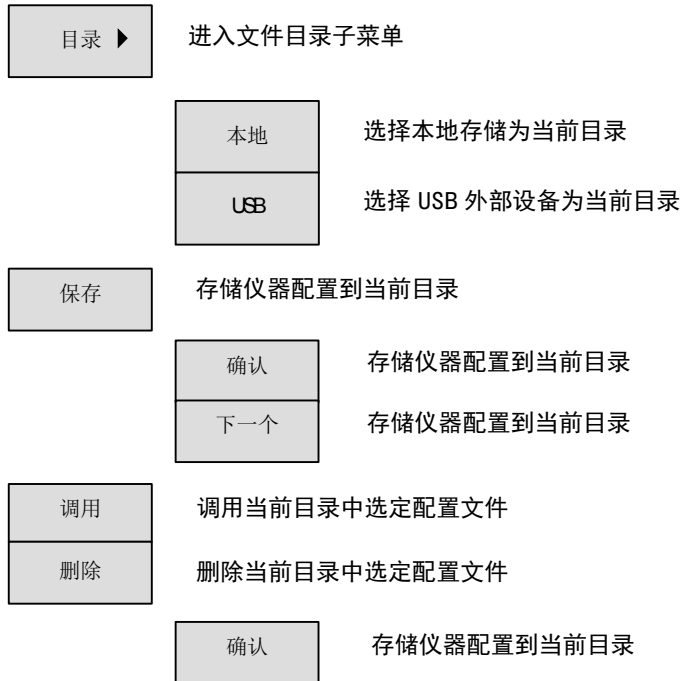 目录 ▶ 进入文件目录子菜单
本地 选择本地存储为当前目录
USB 选择 USB 外部设备为当前目录
保存 存储仪器配置到当前目录
确认 存储仪器配置到当前目录
下一个 存储仪器配置到当前目录
调用 调用当前目录中选定配置文件
删除 删除当前目录中选定配置文件
确认 存储仪器配置到当前目录